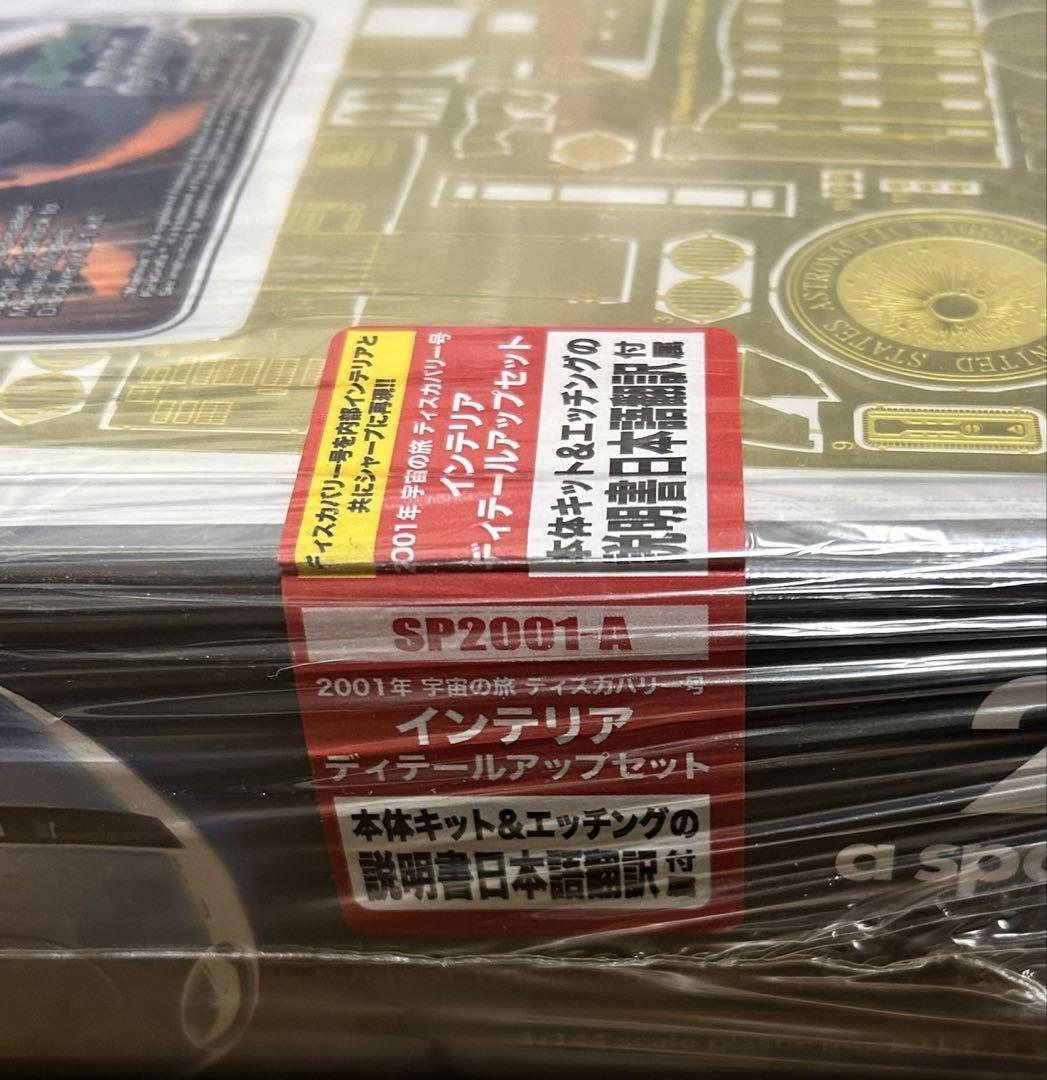 UNITED STATES ASTRONAUTICS AGENCY
3
9
ディスカバリー号を内部インテリアと
共にシャープに再現!!
2001年 宇宙の旅 ディスカバリー号
インテリア
ディテールアップセット
本体キット&エッチングの
説明書日本語翻訳付属
SP2001-A
2001年 宇宙の旅 ディスカバリー号
インテリア
ディテールアップセット
本体キット&エッチングの
説明書日本語翻訳付属
2
a spa